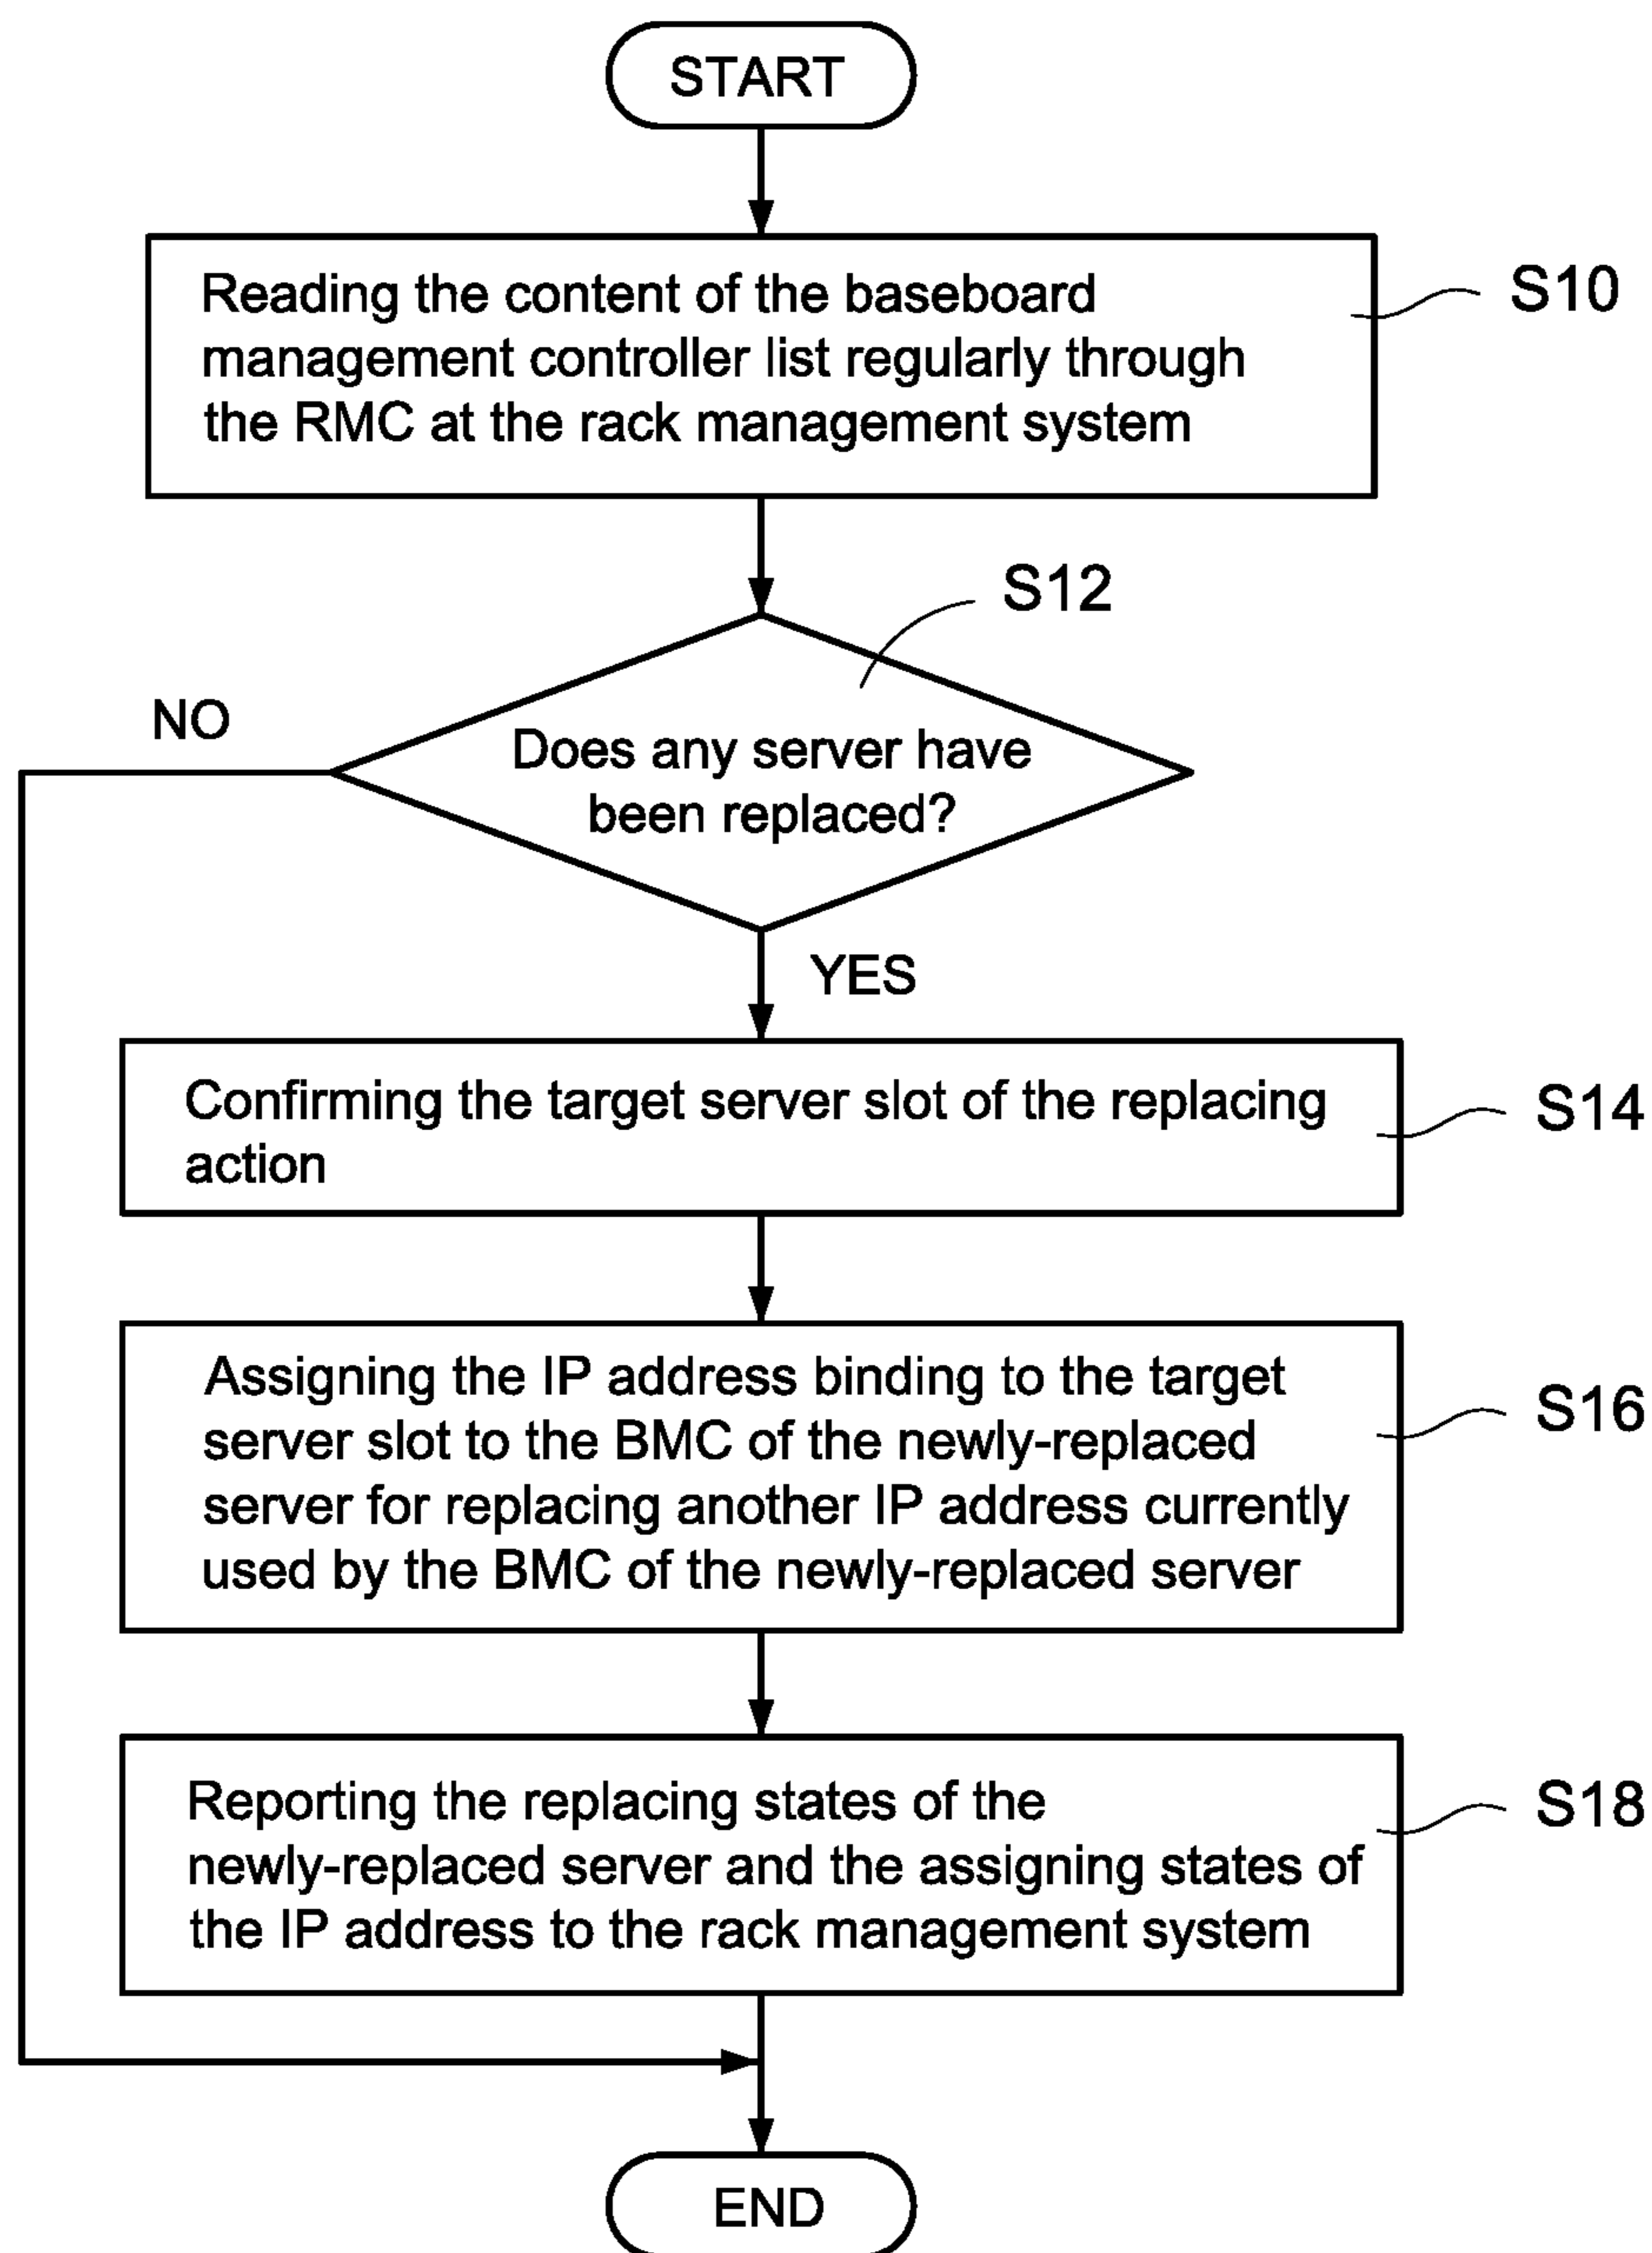 START
Reading the content of the baseboard
management controller list regularly through
the RMC at the rack management system
S10
S12
NO
Does any server have
been replaced?
YES
Confirming the target server slot of the replacing
action
S14
Assigning the IP address binding to the target
server slot to the BMC of the newly-replaced
server for replacing another IP address currently
used by the BMC of the newly-replaced server
S16
Reporting the replacing states of the
newly-replaced server and the assigning states of
the IP address to the rack management system
S18
END